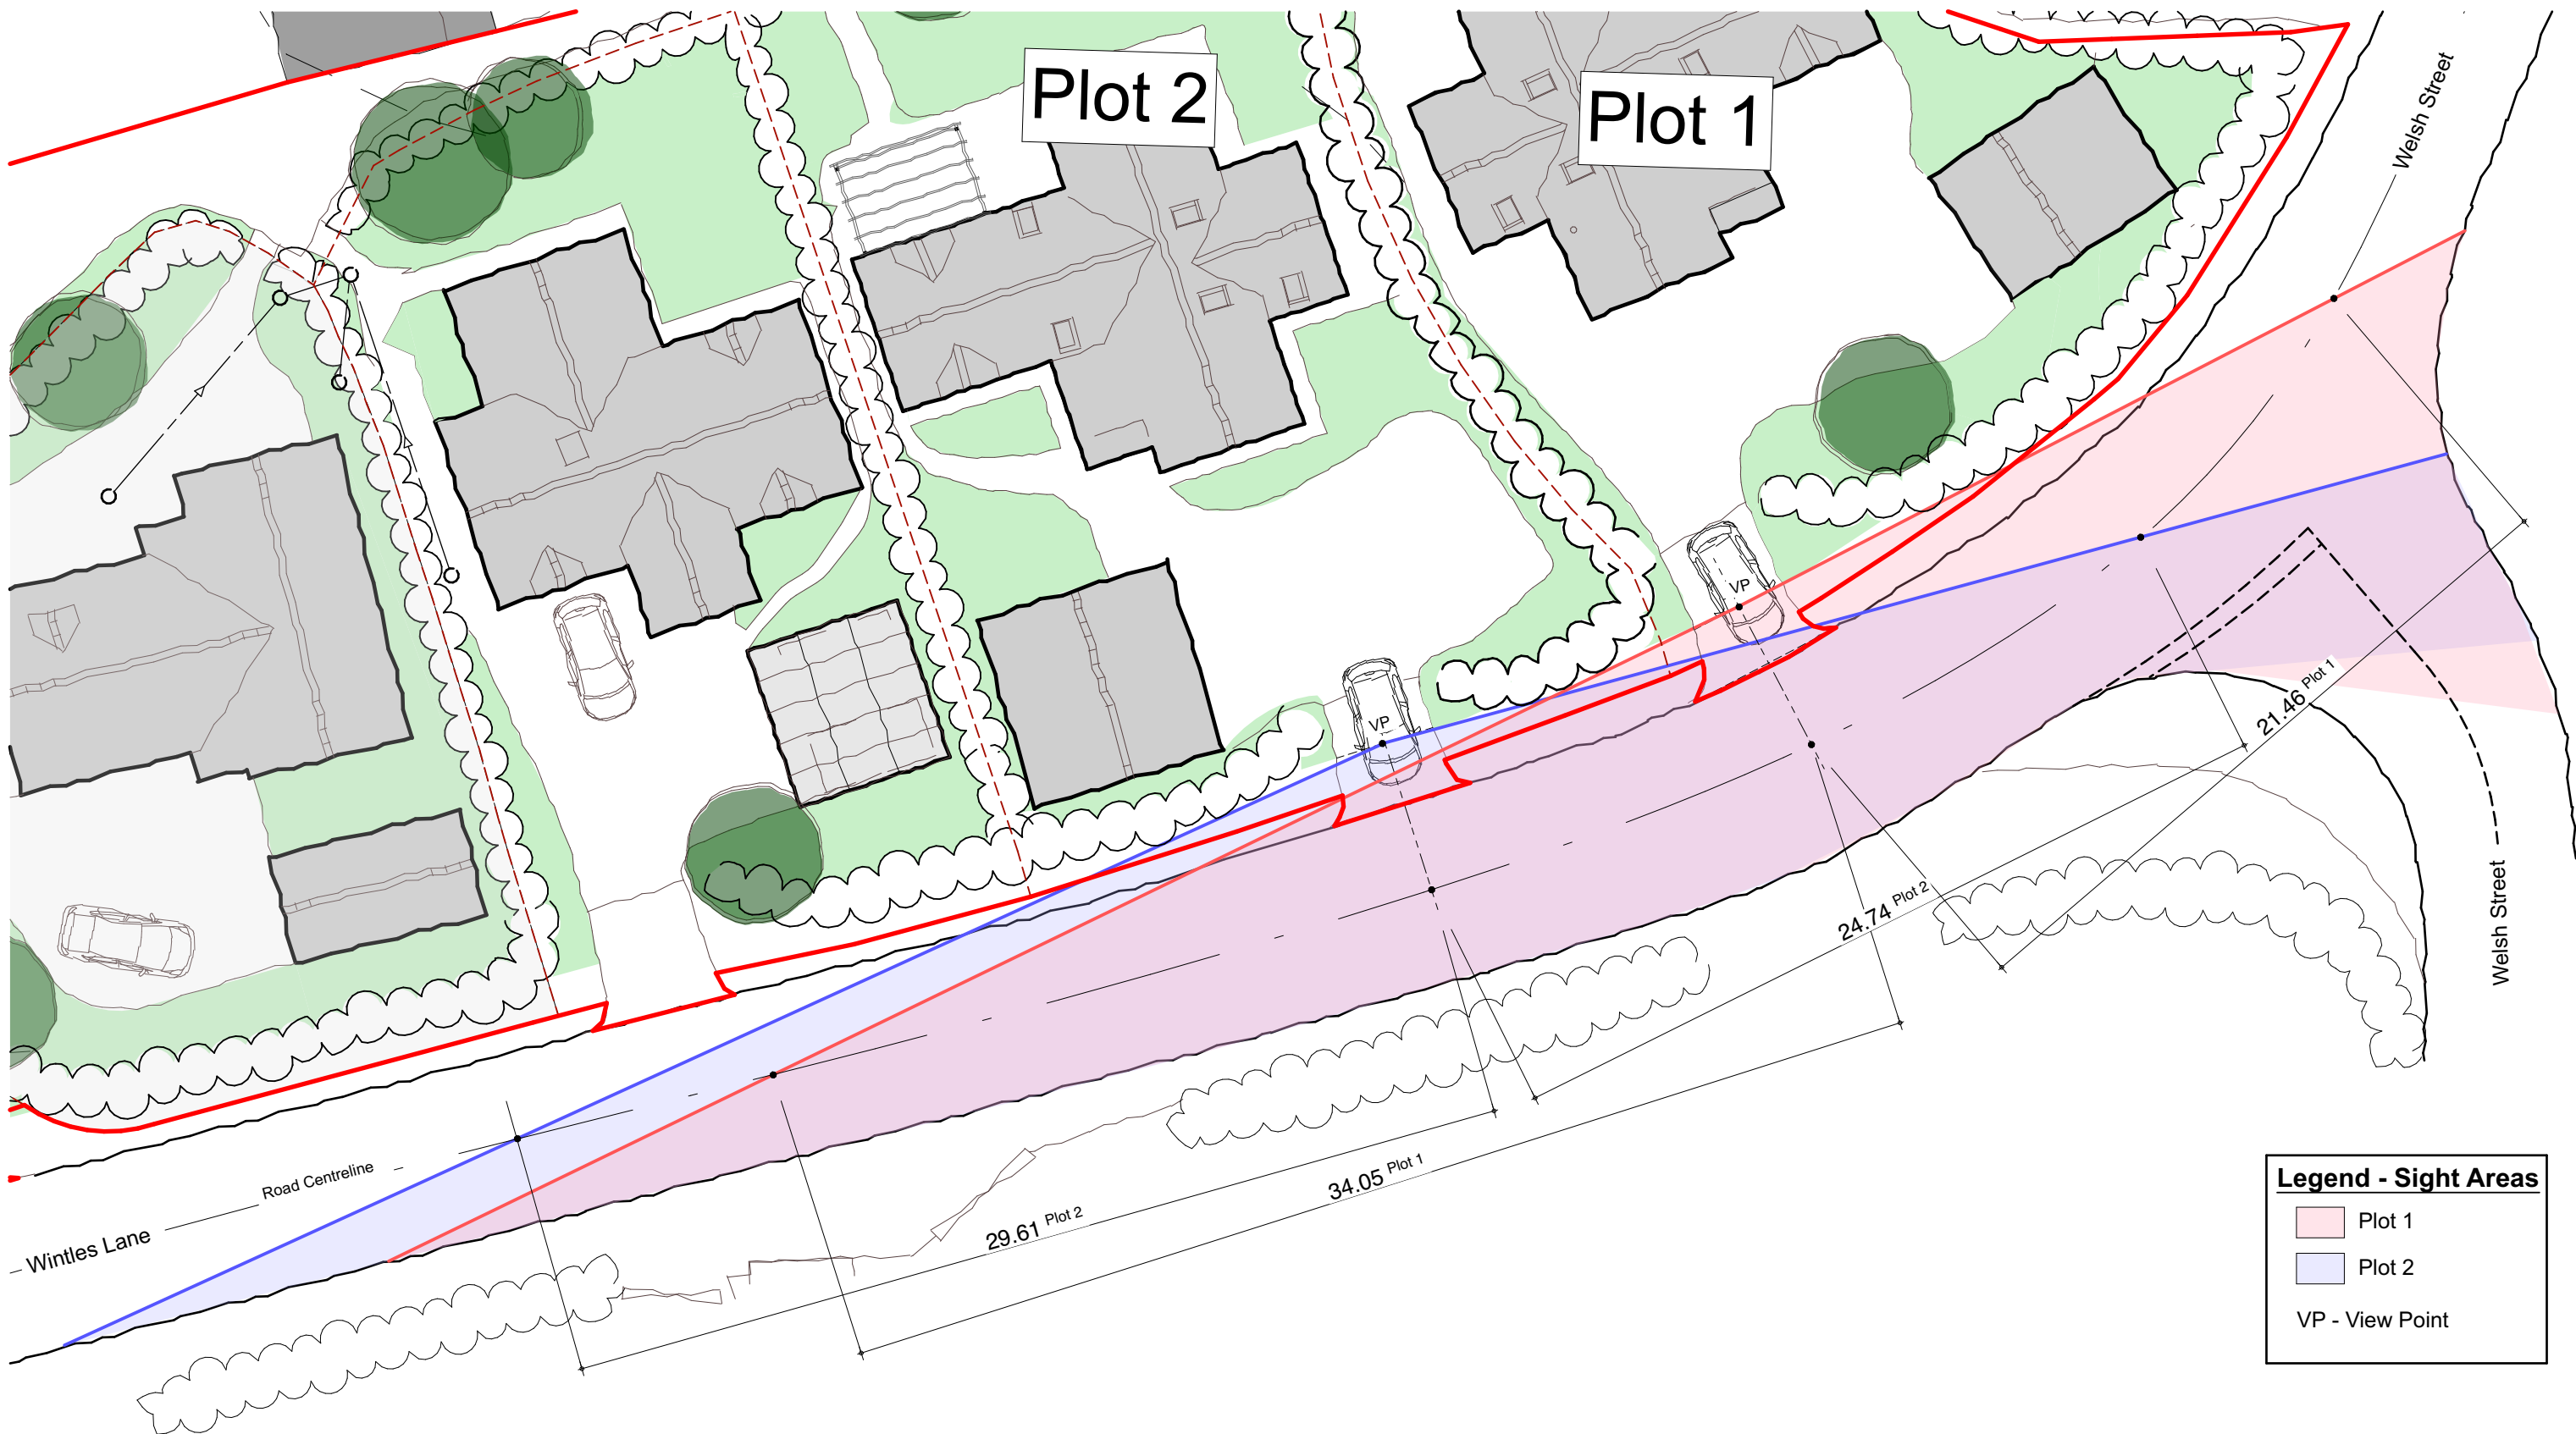 Plot 2
Plot 1
Welsh Street
VP
VP
21.46 Plot 1
24.74 Plot 2
Welsh Street
34.05 Plot 1
29.61 Plot 2
Road Centreline
Wintles Lane
Legend - Sight Areas
Plot 1
Plot 2
VP - View Point